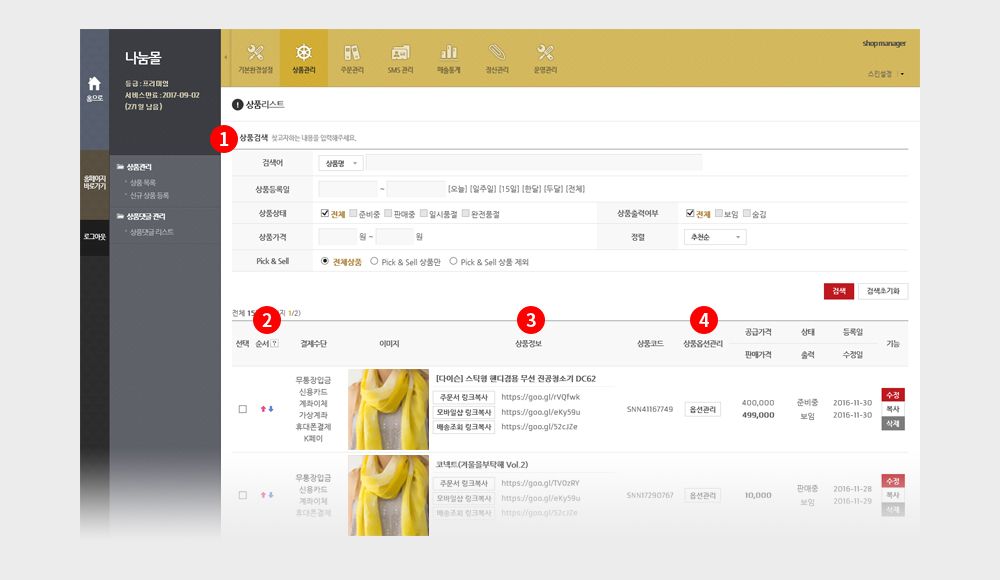 나눔몰
등급 : 프리미엄
서비스만료 : 2017-09-02
(271일 남음)
홈으로
홈페이지
바로가기
로그아웃
상품관리
상품 목록
신규 상품 등록
상품댓글 관리
상품댓글 리스트
기본환경설정
상품관리
주문관리
SMS 관리
매출통계
정산관리
운영관리
shop manager
스킨설정
상품리스트
1
상품검색 찾고자하는 내용을 입력해주세요.
검색어 상품명
상품등록일 ~ [오늘] [일주일] [15일] [한달] [두달] [전체]
상품상태 전체 준비중 판매중 일시품절 완전품절 상품출력여부 전체 보임 숨김
상품가격 원 ~ 원 정렬 추천순
Pick & Sell 전체상품 Pick & Sell 상품만 Pick & Sell 상품 제외
검색 검색초기화
전체 15 지 1/2)
2 3 4
선택 순서 ? 결제수단 이미지 상품정보 상품코드 상품옵션관리 공급가격 상태 등록일 기능
판매가격 출력 수정일
무통장입금
신용카드
계좌이체
가상계좌
휴대폰결제
K페이
[다이슨] 스틱형 핸디겸용 무선 진공청소기 DC62
주문서 링크복사 https://goo.gl/rVQfwk
모바일샵 링크복사 https://goo.gl/eKy59u
배송조회 링크복사 https://goo.gl/52cJZe
SNN41167749 옵션관리
400,000 준비중 2016-11-30
499,000 보임 2016-11-30
수정
복사
삭제
무통장입금
신용카드
계좌이체
휴대폰결제
코넥트(겨울을부탁해 Vol.2)
주문서 링크복사 https://goo.gl/TV0zRY
모바일샵 링크복사 https://goo.gl/eKy59u
배송조회 링크복사 https://goo.gl/52cJZe
SNN17290767 옵션관리
10,000
판매중 2016-11-28
보임 2016-11-29
수정
복사
삭제